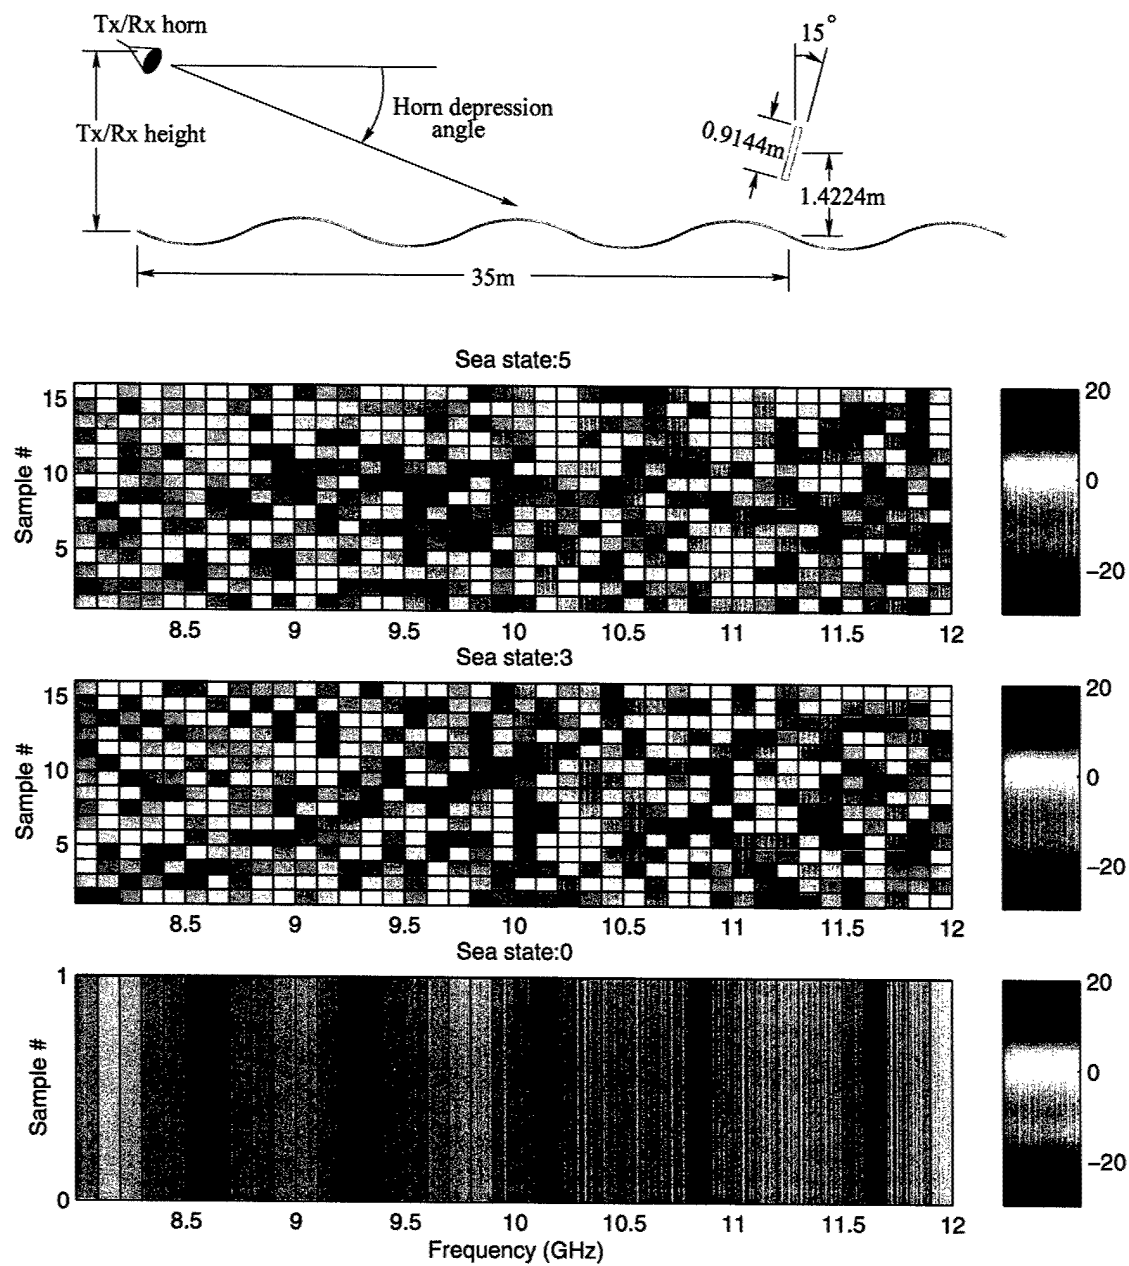 Tx/Rx horn
15°
Horn depression
angle
Tx/Rx height
0.9144m
1.4224m
35m
Sea state:5
15
10
5
Sample #
8.5 9 9.5 10 10.5 11 11.5 12
20
0
−20
Sea state:3
15
10
5
Sample #
8.5 9 9.5 10 10.5 11 11.5 12
20
0
−20
Sea state:0
1
0
Sample #
8.5 9 9.5 10 10.5 11 11.5 12
Frequency (GHz)
20
0
−20